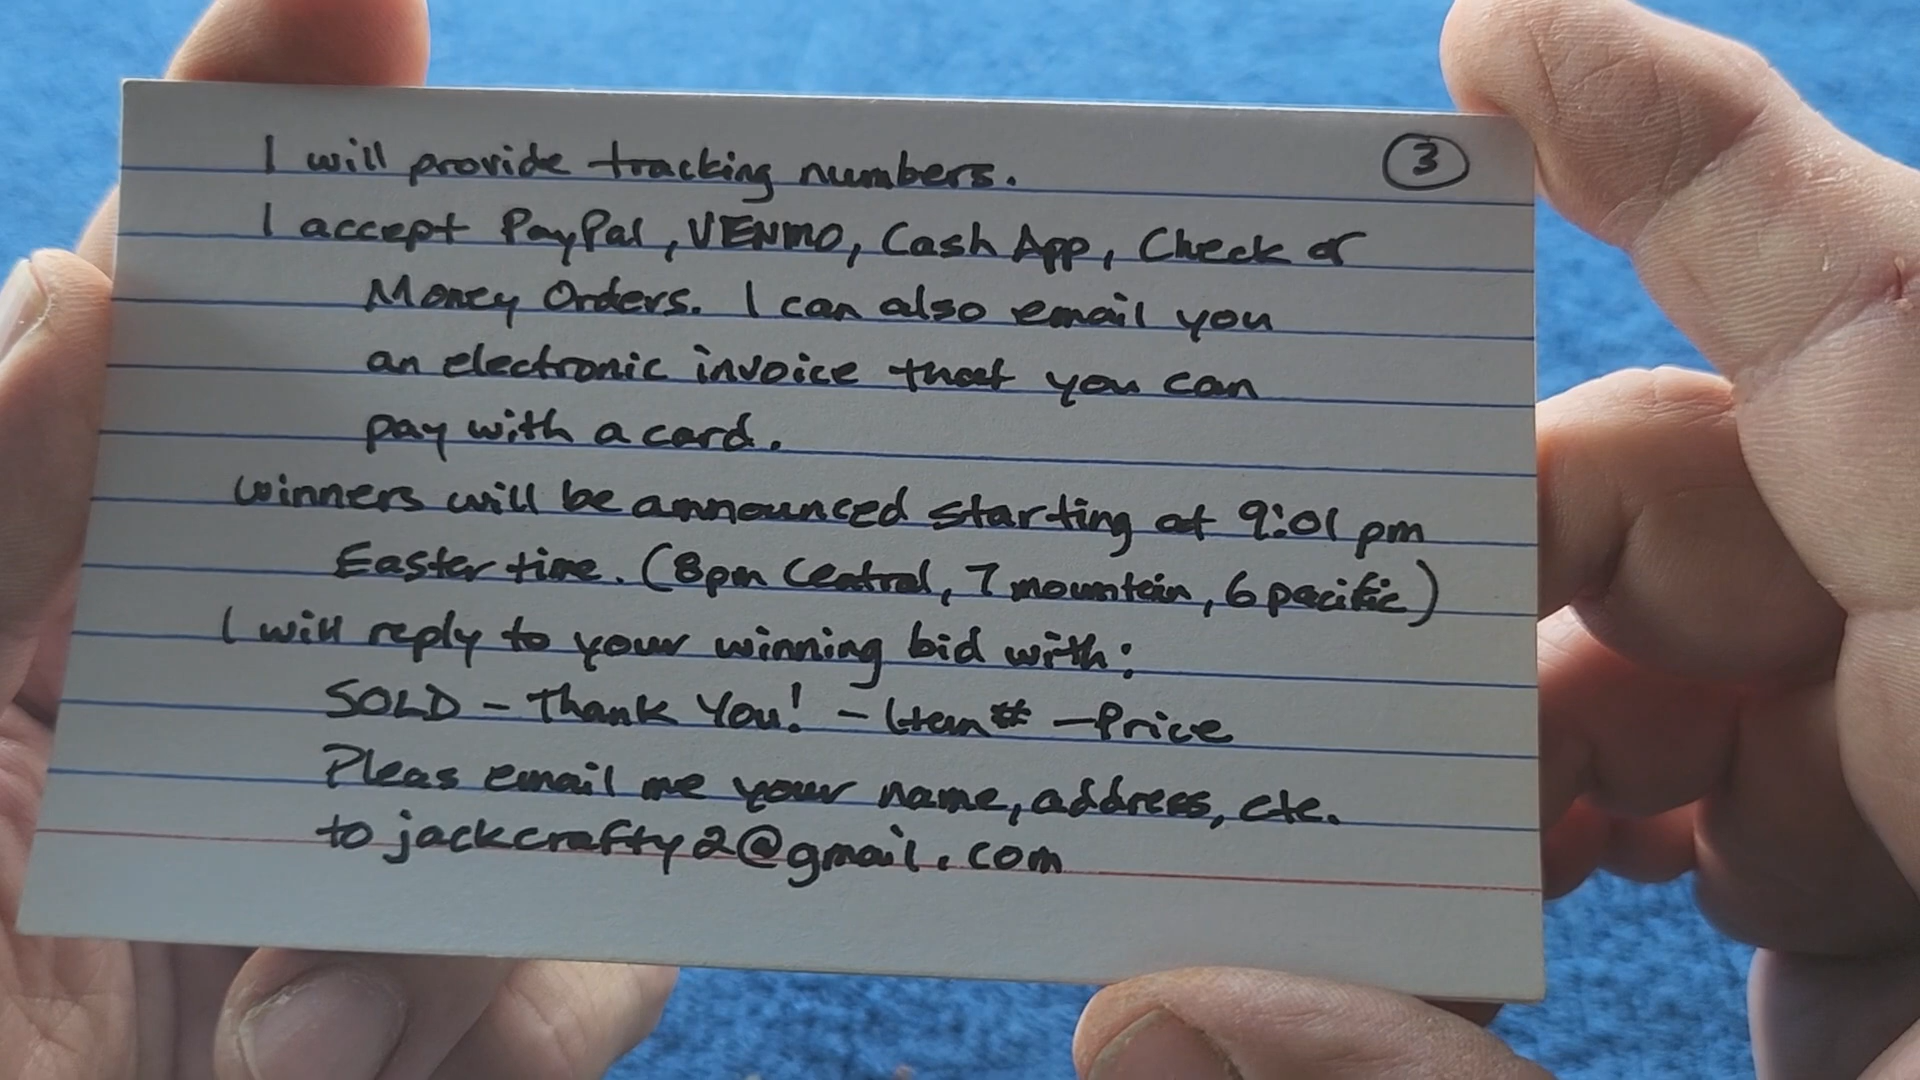 3
I will provide tracking numbers.
I accept PayPal, VENMO, Cash App, Check or
Money Orders. I can also email you
an electronic invoice that you can
pay with a card.
Winners will be announced starting at 9:01 pm
Easter time. (8pm Central, 7 mountain, 6 pacific)
I will reply to your winning bid with:
SOLD - Thank You! - Item # - Price
Pleas email me your name, address, etc.
to jackcrafty2@gmail.com